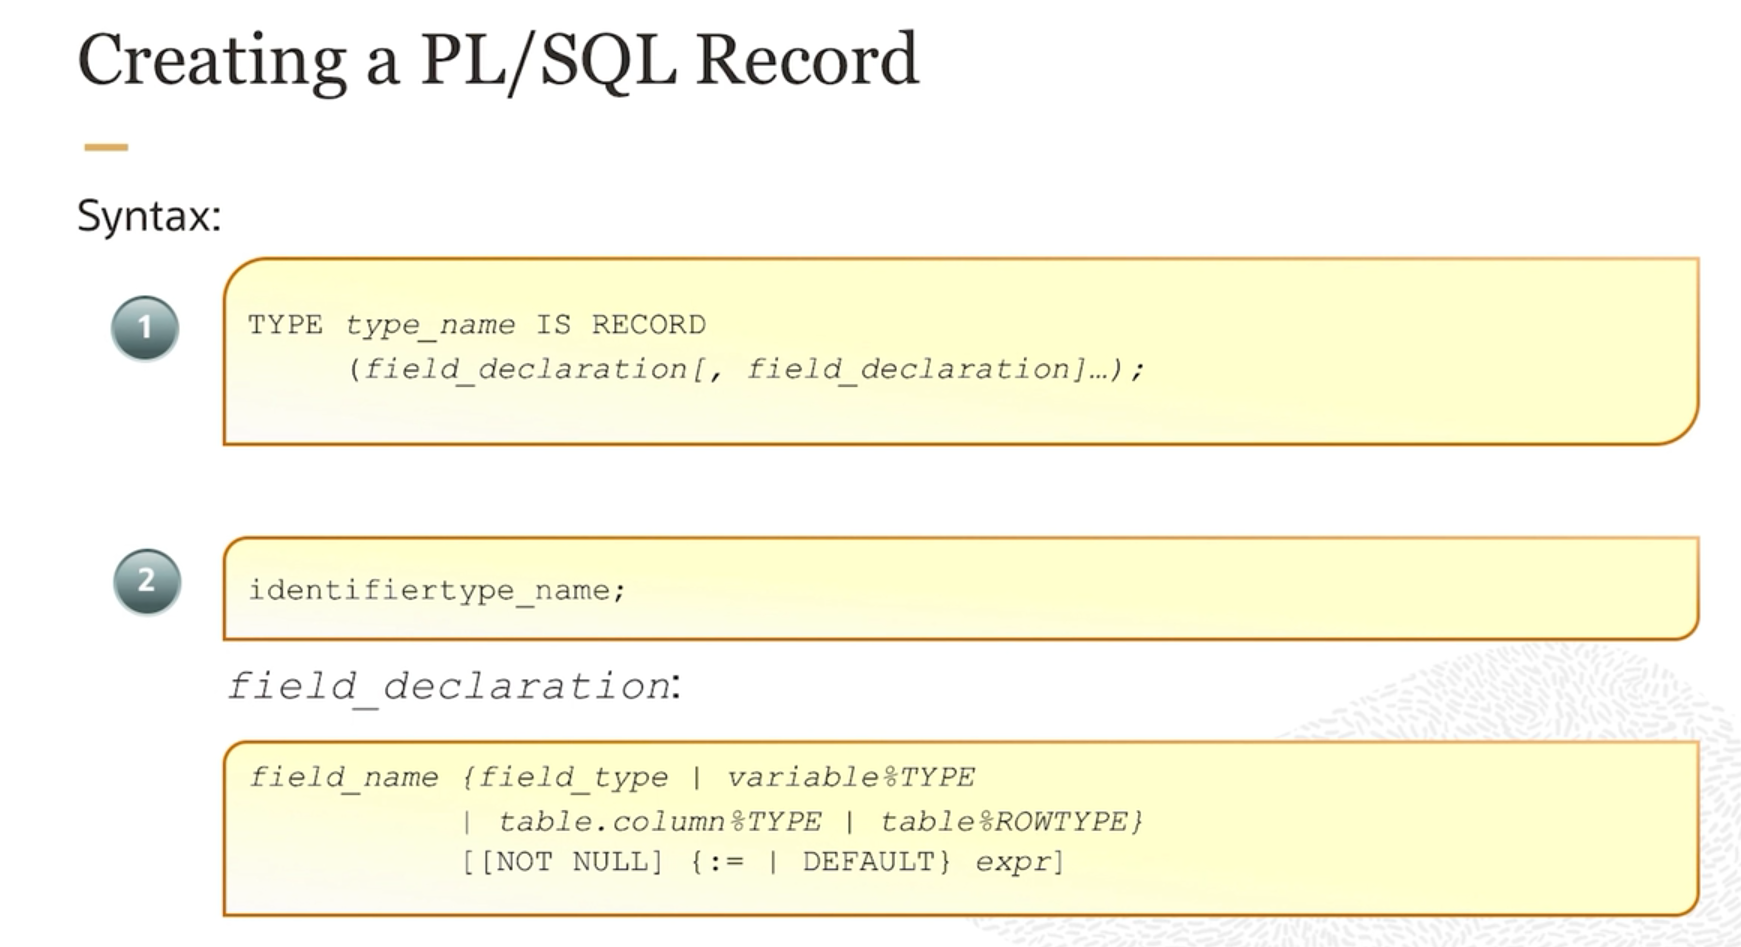 Creating a PL/SQL Record
Syntax:
1
TYPE type_name IS RECORD
(field_declaration[, field_declaration]…);
2
identifiertype_name;
field_declaration:
field_name {field_type | variable%TYPE
| table.column%TYPE | table%ROWTYPE}
[[NOT NULL] {:= | DEFAULT} expr]